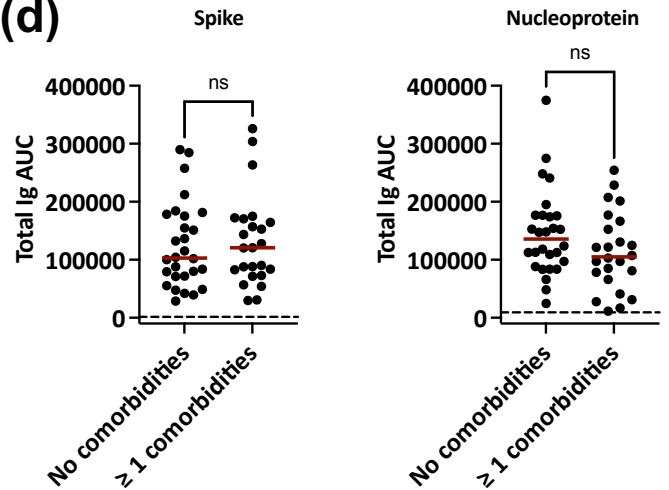 (d)
Spike
ns
Total Ig AUC
400000
300000
200000
100000
0
No comorbidities
≥ 1 comorbidities
Nucleoprotein
ns
Total Ig AUC
400000
300000
200000
100000
0
No comorbidities
≥ 1 comorbidities